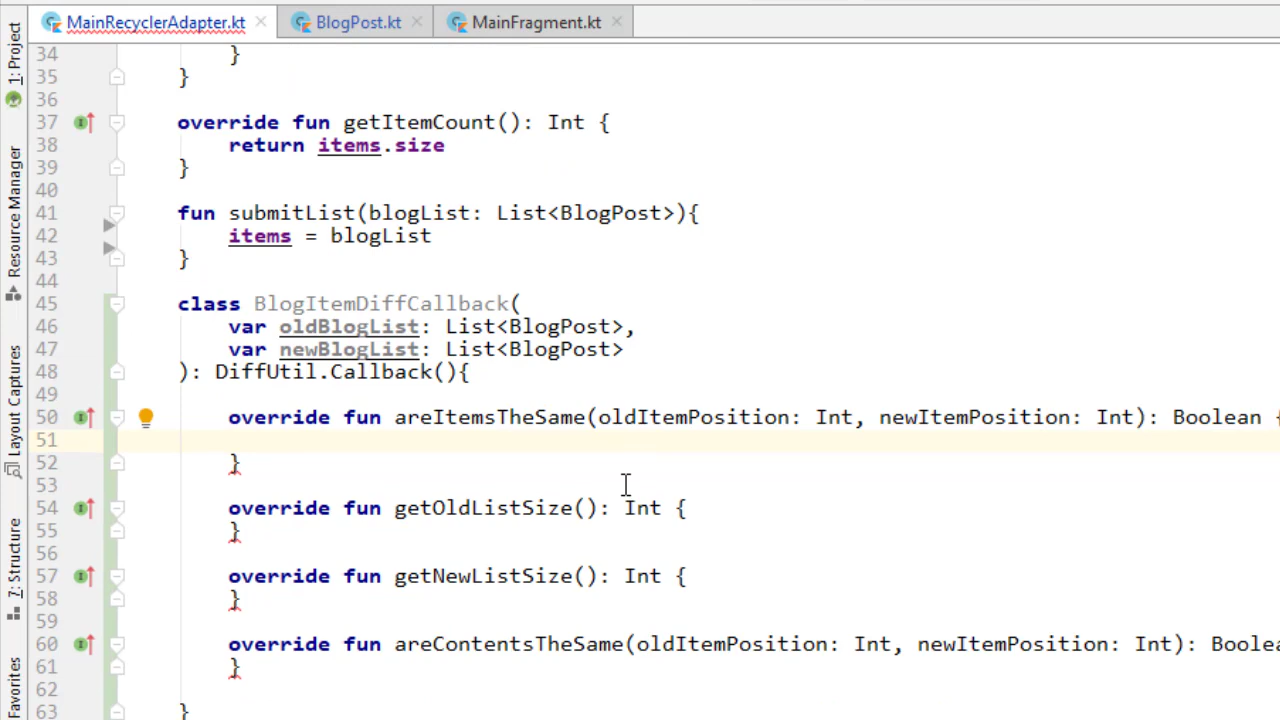 MainRecyclerAdapter.kt BlogPost.kt MainFragment.kt
1: Project
Resource Manager
Layout Captures
7: Structure
Favorites
34 }
35 }
36
37 override fun getItemCount(): Int {
38 return items.size
39 }
40
41 fun submitList(blogList: List<BlogPost>){
42 items = blogList
43 }
44
45 class BlogItemDiffCallback(
46 var oldBlogList: List<BlogPost>,
47 var newBlogList: List<BlogPost>
48 ): DiffUtil.Callback(){
49
50 override fun areItemsTheSame(oldItemPosition: Int, newItemPosition: Int): Boolean {
51
52 }
53
54 override fun getOldListSize(): Int {
55 }
56
57 override fun getNewListSize(): Int {
58 }
59
60 override fun areContentsTheSame(oldItemPosition: Int, newItemPosition: Int): Boolea
61 }
62
63 }